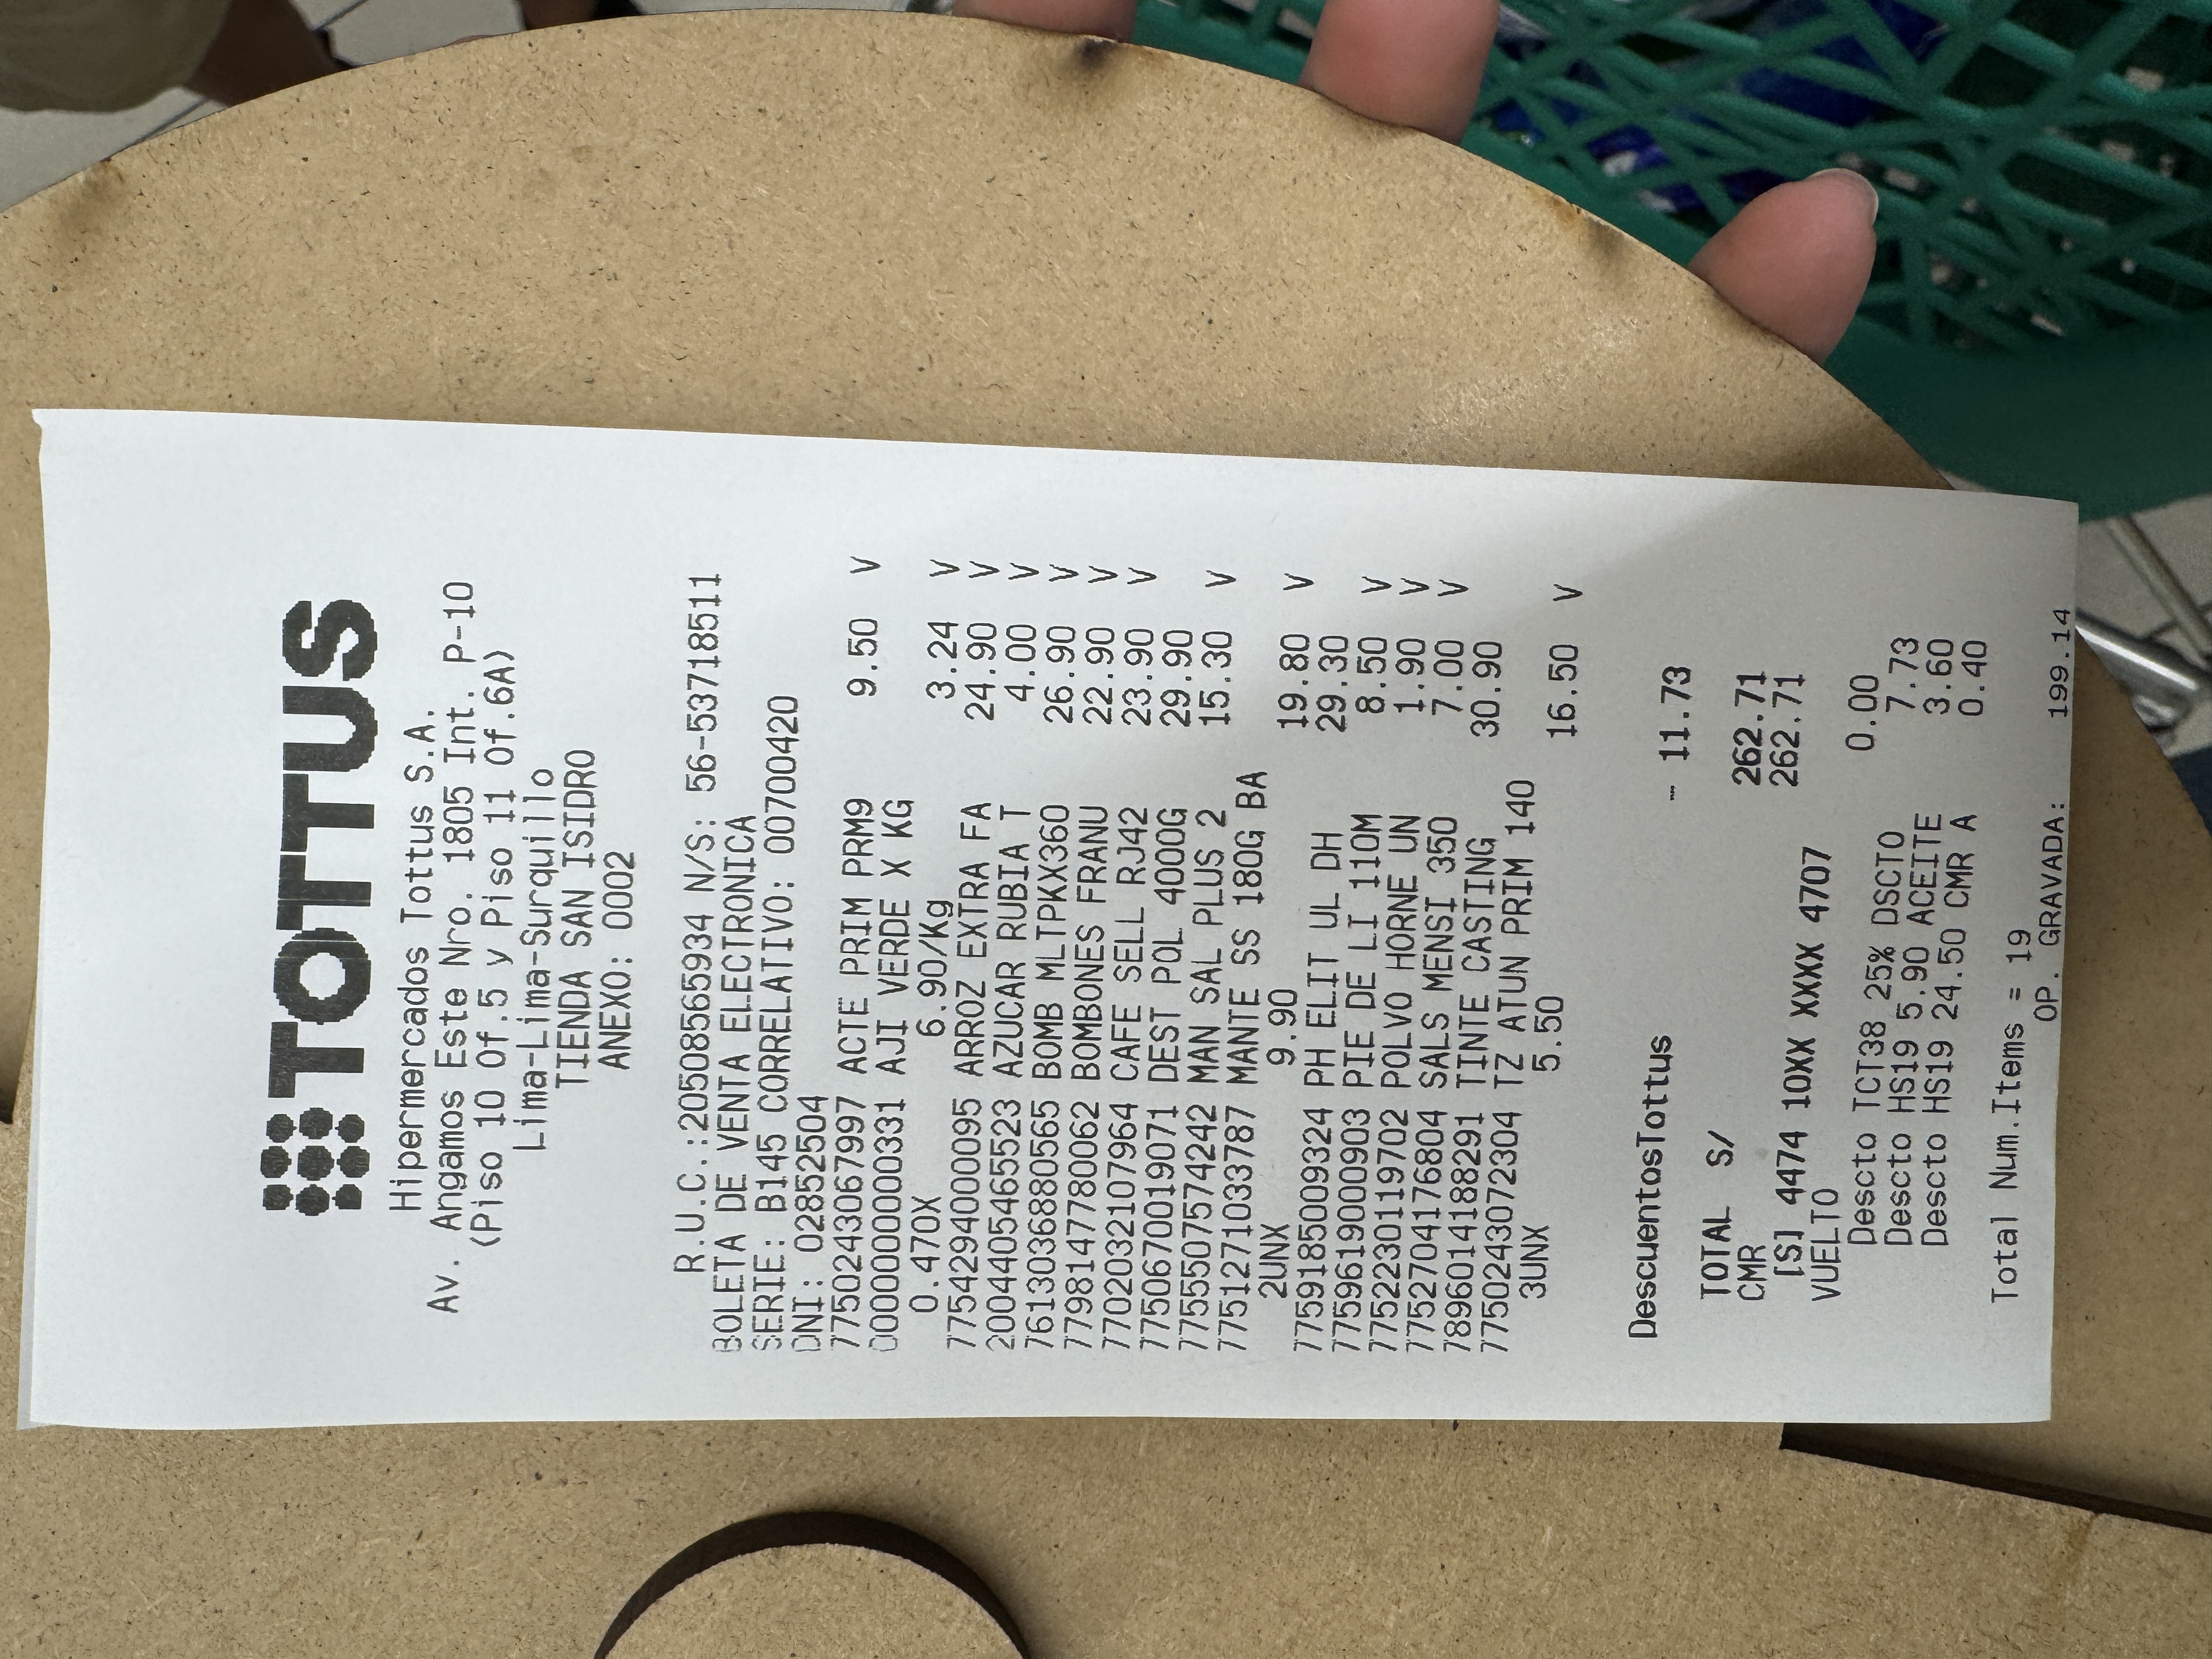 TOTTUS
Hipermercados Tottus S.A.
Av. Angamos Este Nro. 1805 Int. P-10
(Piso 10 Of.5 y Piso 11 Of.6A)
Lima-Lima-Surquillo
TIENDA SAN ISIDRO
ANEXO: 0002
R.U.C.:20508565934 N/S: 56-53718511
BOLETA DE VENTA ELECTRONICA
SERIE: B145 CORRELATIVO: 00700420
DNI: 02852504
7750243067997 ACTE PRIM PRM9 9.50 V
0000000000331 AJI VERDE X KG
0.470X 6.90/Kg 3.24 V
7754294000095 ARROZ EXTRA FA 24.90 V
2004405465523 AZUCAR RUBIA T 4.00 V
7613036880565 BOMB MLTPKX360 26.90 V
7798147780062 BOMBONES FRANU 22.90 V
7702032107964 CAFE SELL RJ42 23.90 V
7750670019071 DEST POL 4000G 29.90
7755507574242 MAN SAL PLUS 2 15.30 V
7751271033787 MANTE SS 180G BA
2UNX 9.90 19.80 V
7759185009324 PH ELIT UL DH 29.30
7759619000903 PIE DE LI 110M 8.50 V
7752230119702 POLVO HORNE UN 1.90 V
7752704176804 SALS MENSI 350 7.00 V
7896014188291 TINTE CASTING 30.90
7750243072304 TZ ATUN PRIM 140
3UNX 5.50 16.50 V
DescuentosTottus - 11.73
TOTAL S/ 262.71
CMR 262.71
[S] 4474 10XX XXXX 4707
VUELTO 0.00
Descto TCT38 25% DSCTO 7.73
Descto HS19 5.90 ACEITE 3.60
Descto HS19 24.50 CMR A 0.40
Total Num.Items = 19
OP. GRAVADA: 199.14